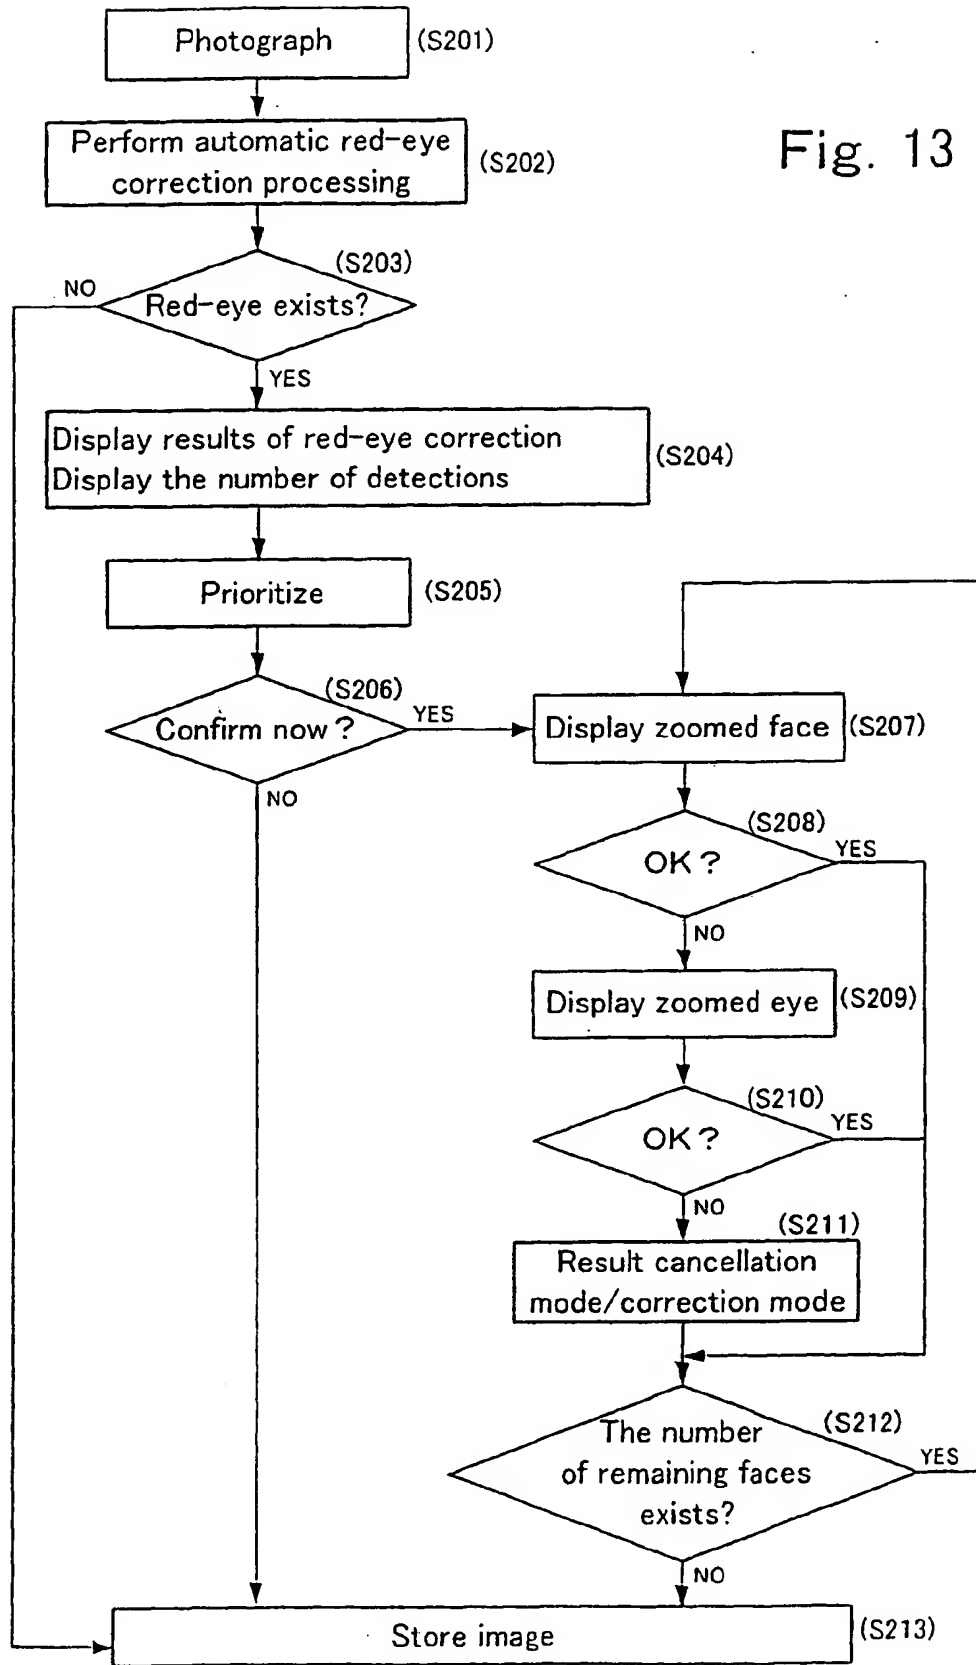 Photograph (S201)
Fig. 13
Perform automatic red-eye
correction processing
(S202)
(S203)
NO
Red-eye exists?
YES
Display results of red-eye correction
Display the number of detections
(S204)
Prioritize (S205)
(S206)
Confirm now?
YES
NO
Display zoomed face (S207)
(S208)
OK?
YES
NO
Display zoomed eye (S209)
(S210)
OK?
YES
NO
(S211)
Result cancellation
mode/correction mode
(S212)
The number
of remaining faces
exists?
YES
NO
Store image (S213)